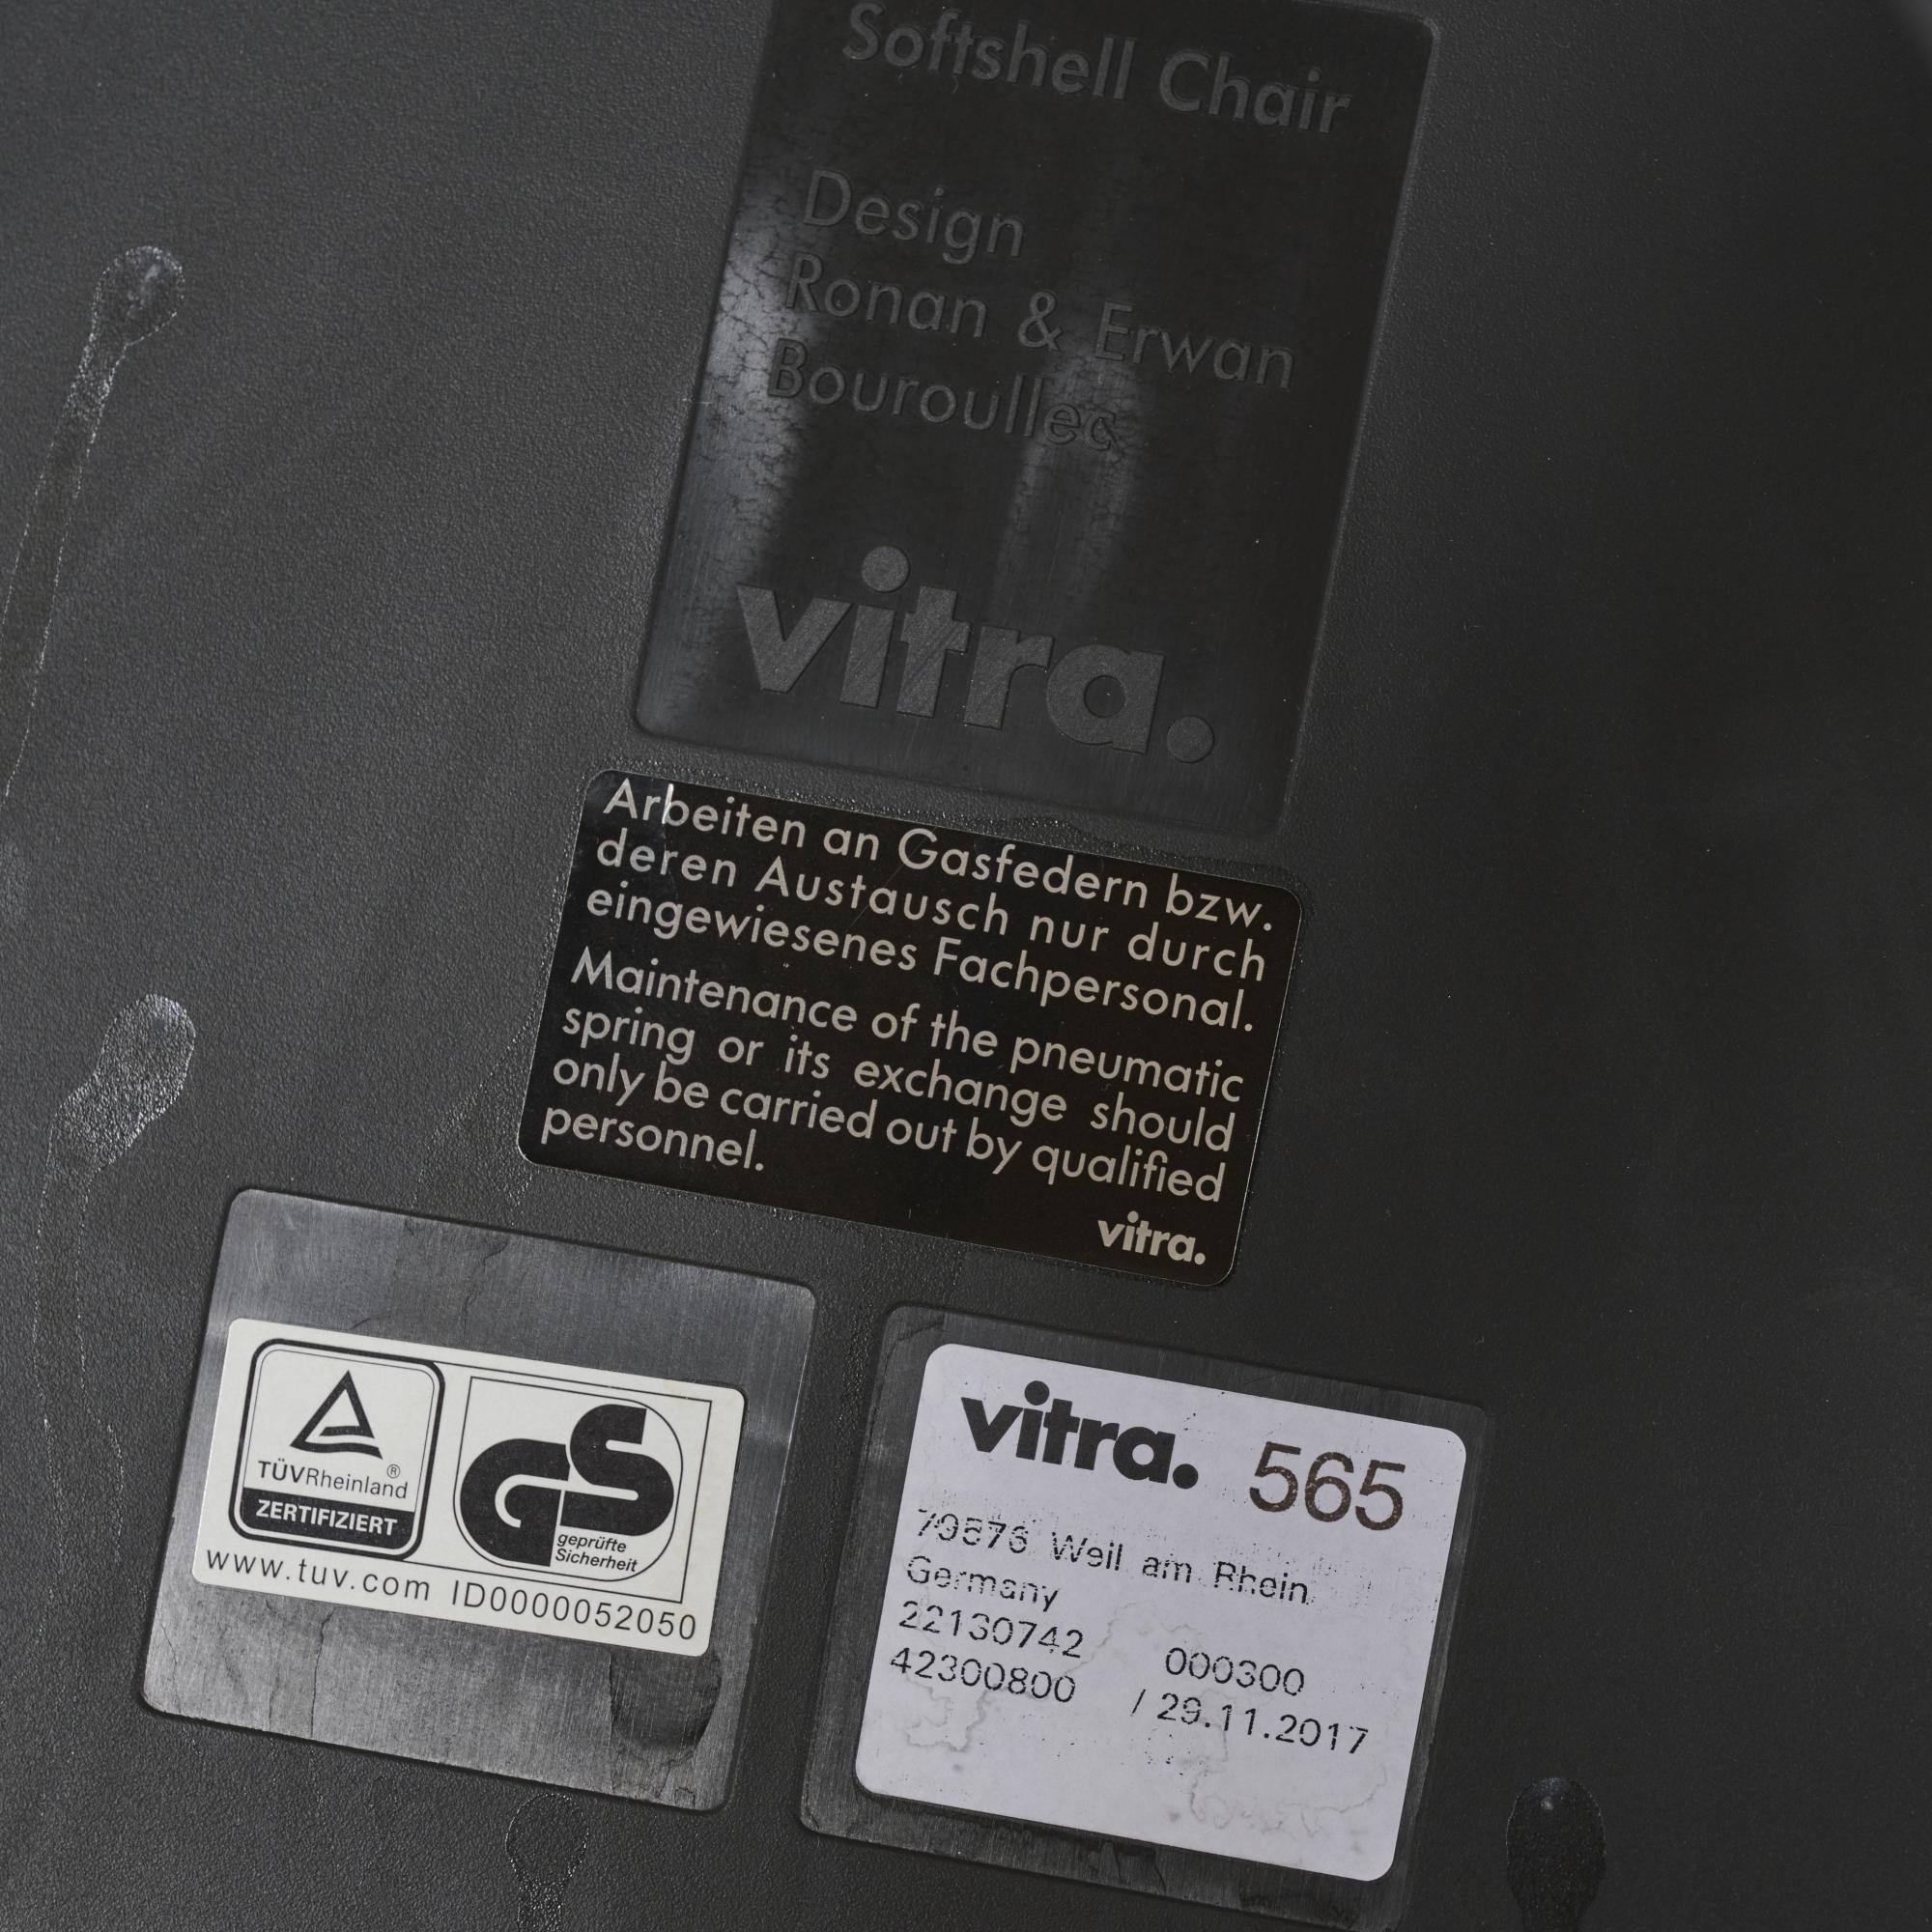 Softshell Chair
Design
Ronan & Erwan
Bouroullec
vitra.
Arbeiten an Gasfedern bzw.
deren Austausch nur durch
eingewiesenes Fachpersonal.
Maintenance of the pneumatic
spring or its exchange should
only be carried out by qualified
personnel.
vitra.
TÜVRheinland®
ZERTIFIZIERT
GS
geprüfte
Sicherheit
www.tuv.com ID0000052050
vitra. 565
79576 Weil am Rhein
Germany
22130742 000300
42300800 / 29.11.2017